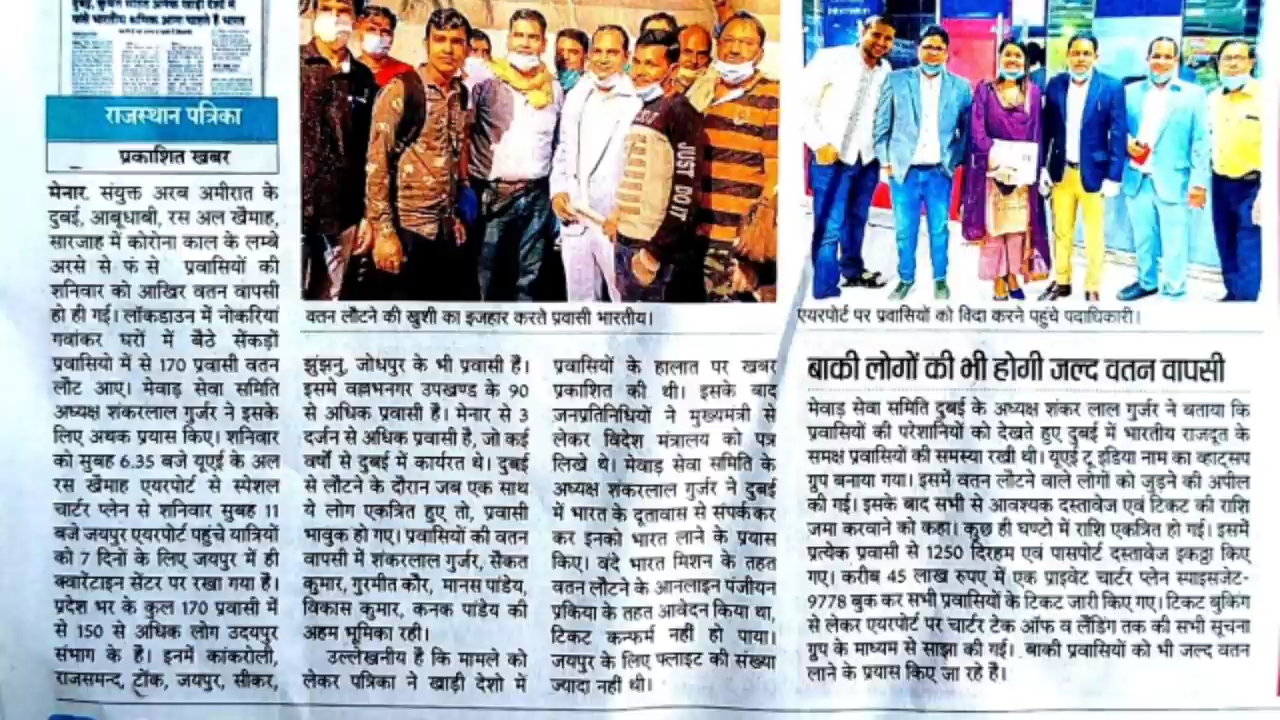 राजस्थान पत्रिका
प्रकाशित खबर
मेनार. संयुक्त अरब अमीरात के
दुबई, आबूधाबी, रस अल खैमाह,
सारजाह में कोरोना काल के लम्बे
अरसे से फं से प्रवासियों की
शनिवार को आखिर वतन वापसी
हो ही गई। लॉकडाउन में नोकरियां
गवांकर घरों में बैठे सेंकड़ों
प्रवासियो में से 170 प्रवासी वतन
लौट आए। मेवाड़ सेवा समिति
अध्यक्ष शंकरलाल गुर्जर ने इसके
लिए अथक प्रयास किए। शनिवार
को सुबह 6.35 बजे यूएई के अल
रस खैमाह एयरपोर्ट से स्पेशल
चार्टर प्लेन से शनिवार सुबह 11
बजे जयपुर एयरपोर्ट पहुंचे यात्रियों
को 7 दिनों के लिए जयपुर में ही
क्वारेंटाइन सेंटर पर रखा गया है।
प्रदेश भर के कुल 170 प्रवासी में
से 150 से अधिक लोग उदयपुर
संभाग के है। इनमें कांकरोली,
राजसमन्द, टोंक, जयपुर, सीकर,
वतन लौटने की खुशी का इजहार करते प्रवासी भारतीय।
झुंझनु, जोधपुर के भी प्रवासी है।
इसमे वल्लभनगर उपखण्ड के 90
से अधिक प्रवासी है। मेनार से 3
दर्जन से अधिक प्रवासी है, जो कई
वर्षो से दुबई में कार्यरत थे। दुबई
से लौटने के दौरान जब एक साथ
ये लोग एकत्रित हुए तो, प्रवासी
भावुक हो गए। प्रवासियों की वतन
वापसी में शंकरलाल गुर्जर, सैकत
कुमार, गुरमीत कौर, मानस पांडेय,
विकास कुमार, कनक पांडेय की
अहम भूमिका रही।
उल्लेखनीय है कि मामले को
लेकर पत्रिका ने खाड़ी देशो में
प्रवासियों के हालात पर खबर
प्रकाशित की थी। इसके बाद
जनप्रतिनिधियों ने मुख्यमंत्री से
लेकर विदेश मंत्रालय को पत्र
लिखे थे। मेवाड़ सेवा समिति के
अध्यक्ष शंकरलाल गुर्जर ने दुबई
में भारत के दूतावास से संपर्क कर
कर इनको भारत लाने के प्रयास
किए। वंदे भारत मिशन के तहत
वतन लौटने के आनलाइन पंजीयन
प्रकिया के तहत आवेदन किया था,
टिकट कन्फर्म नहीं हो पाया।
जयपुर के लिए फ्लाइट की संख्या
ज्यादा नही थी।
एयरपोर्ट पर प्रवासियों को विदा करने पहुंचे पदाधिकारी।
बाकी लोगों की भी होगी जल्द वतन वापसी
मेवाड़ सेवा समिति दुबई के अध्यक्ष शंकर लाल गुर्जर ने बताया कि
प्रवासियों की परेशानियों को देखते हुए दुबई में भारतीय राजदूत के
समक्ष प्रवासियों की समस्या रखी थी। यूएई टू इंडिया नाम का व्हाट्सप
ग्रुप बनाया गया। इसमें वतन लौटने वाले लोगों को जुड़ने की अपील
की गई। इसके बाद सभी से आवश्यक दस्तावेज एवं टिकट की राशि
जमा करवाने को कहा। कुछ ही घण्टो में राशि एकत्रित हो गई। इसमें
प्रत्येक प्रवासी से 1250 दिरहम एवं पासपोर्ट दस्तावेज इकठ्ठा किए
गए। करीब 45 लाख रुपए में एक प्राइवेट चार्टर प्लेन स्पाइसजेट-
9778 बुक कर सभी प्रवासियों के टिकट जारी किए गए। टिकट बुकिंग
से लेकर एयरपोर्ट पर चार्टर टेक ऑफ व लैंडिंग तक की सभी सूचना
ग्रुप के माध्यम से साझा की गई। बाकी प्रवासियों को भी जल्द वतन
लाने के प्रयास किए जा रहे है।
JUST DO IT